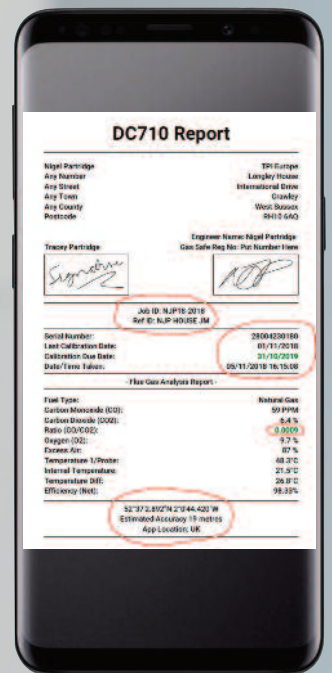 DC710 Report
Nigel Partridge TPI Europe
Any Number Longley House
Any Street International Drive
Any Town Crawley
Any County West Sussex
Postcode RH10 6AQ
Engineer Name: Nigel Partridge
Tracey Partridge Gas Safe Reg No: Put Number Here
Signature
Job ID: NJP18-2018
Ref ID: NJP HOUSE JM
Serial Number: 28004230180
Last Calibration Date: 01/11/2018
Calibration Due Date: 31/10/2019
Date/Time Taken: 05/11/2018 16:15:08
- Flue Gas Analysis Report -
Fuel Type: Natural Gas
Carbon Monoxide (CO): 59 PPM
Carbon Dioxide (CO2): 6.4 %
Ratio (CO/CO2): 0.0009
Oxygen (O2): 9.7 %
Excess Air: 87 %
Temperature 1/Probe: 48.3°C
Internal Temperature: 21.5°C
Temperature Diff: 26.8°C
Efficiency (Net): 98.33%
52°37'2.892"N 2°0'44.420"W
Estimated Accuracy 19 metres
App Location: UK